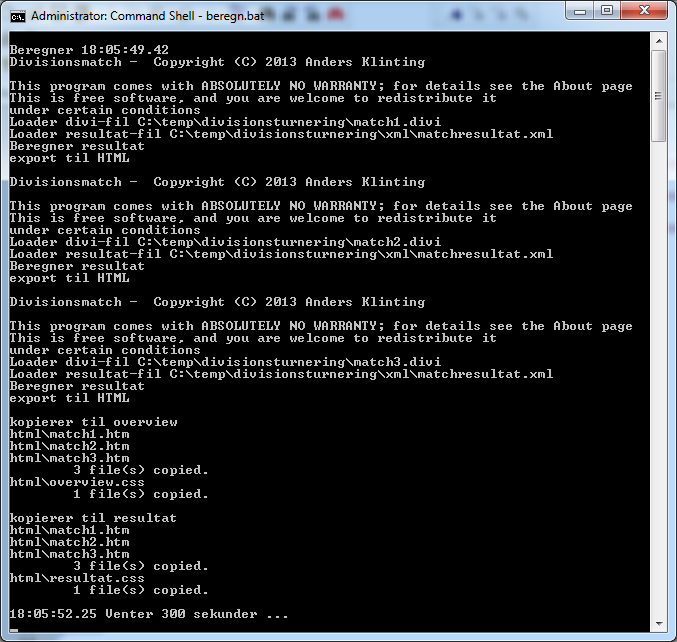 Administrator: Command Shell - beregn.bat
Beregner 18:05:49.42
Divisionsmatch -  Copyright (C) 2013 Anders Klinting
This program comes with ABSOLUTELY NO WARRANTY; for details see the About page
This is free software, and you are welcome to redistribute it
under certain conditions
Loader divi-fil C:\temp\divisionsturnering\match1.divi
Loader resultat-fil C:\temp\divisionsturnering\xml\matchresultat.xml
Beregner resultat
export til HTML
Divisionsmatch -  Copyright (C) 2013 Anders Klinting
This program comes with ABSOLUTELY NO WARRANTY; for details see the About page
This is free software, and you are welcome to redistribute it
under certain conditions
Loader divi-fil C:\temp\divisionsturnering\match2.divi
Loader resultat-fil C:\temp\divisionsturnering\xml\matchresultat.xml
Beregner resultat
export til HTML
Divisionsmatch -  Copyright (C) 2013 Anders Klinting
This program comes with ABSOLUTELY NO WARRANTY; for details see the About page
This is free software, and you are welcome to redistribute it
under certain conditions
Loader divi-fil C:\temp\divisionsturnering\match3.divi
Loader resultat-fil C:\temp\divisionsturnering\xml\matchresultat.xml
Beregner resultat
export til HTML
kopierer til overview
html\match1.htm
html\match2.htm
html\match3.htm
        3 file(s) copied.
html\overview.css
        1 file(s) copied.
kopierer til resultat
html\match1.htm
html\match2.htm
html\match3.htm
        3 file(s) copied.
html\resultat.css
        1 file(s) copied.
18:05:52.25 Venter 300 sekunder ...